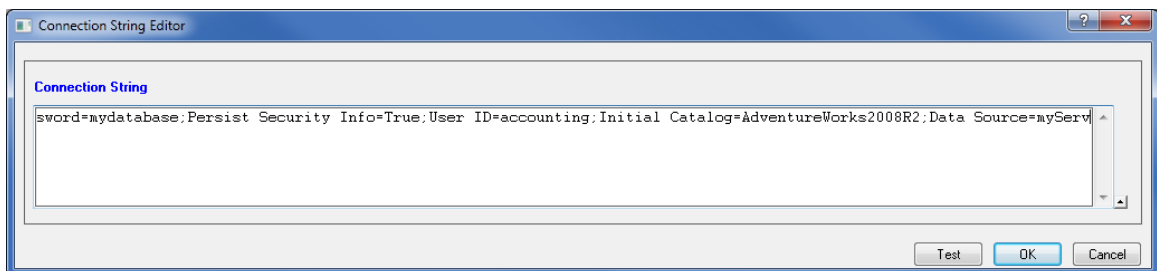 Connection String Editor
Connection String
sword=mydatabase;Persist Security Info=True;User ID=accounting;Initial Catalog=AdventureWorks2008R2;Data Source=myServ
Test OK Cancel